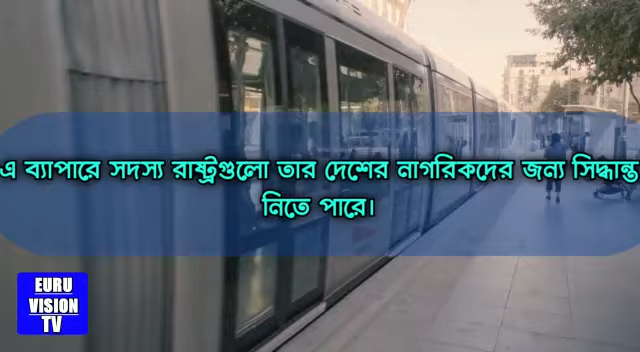 এ ব্যাপারে সদস্য রাষ্ট্রগুলো তার দেশের নাগরিকদের জন্য সিদ্ধান্ত
নিতে পারে।
EURU
VISION
TV